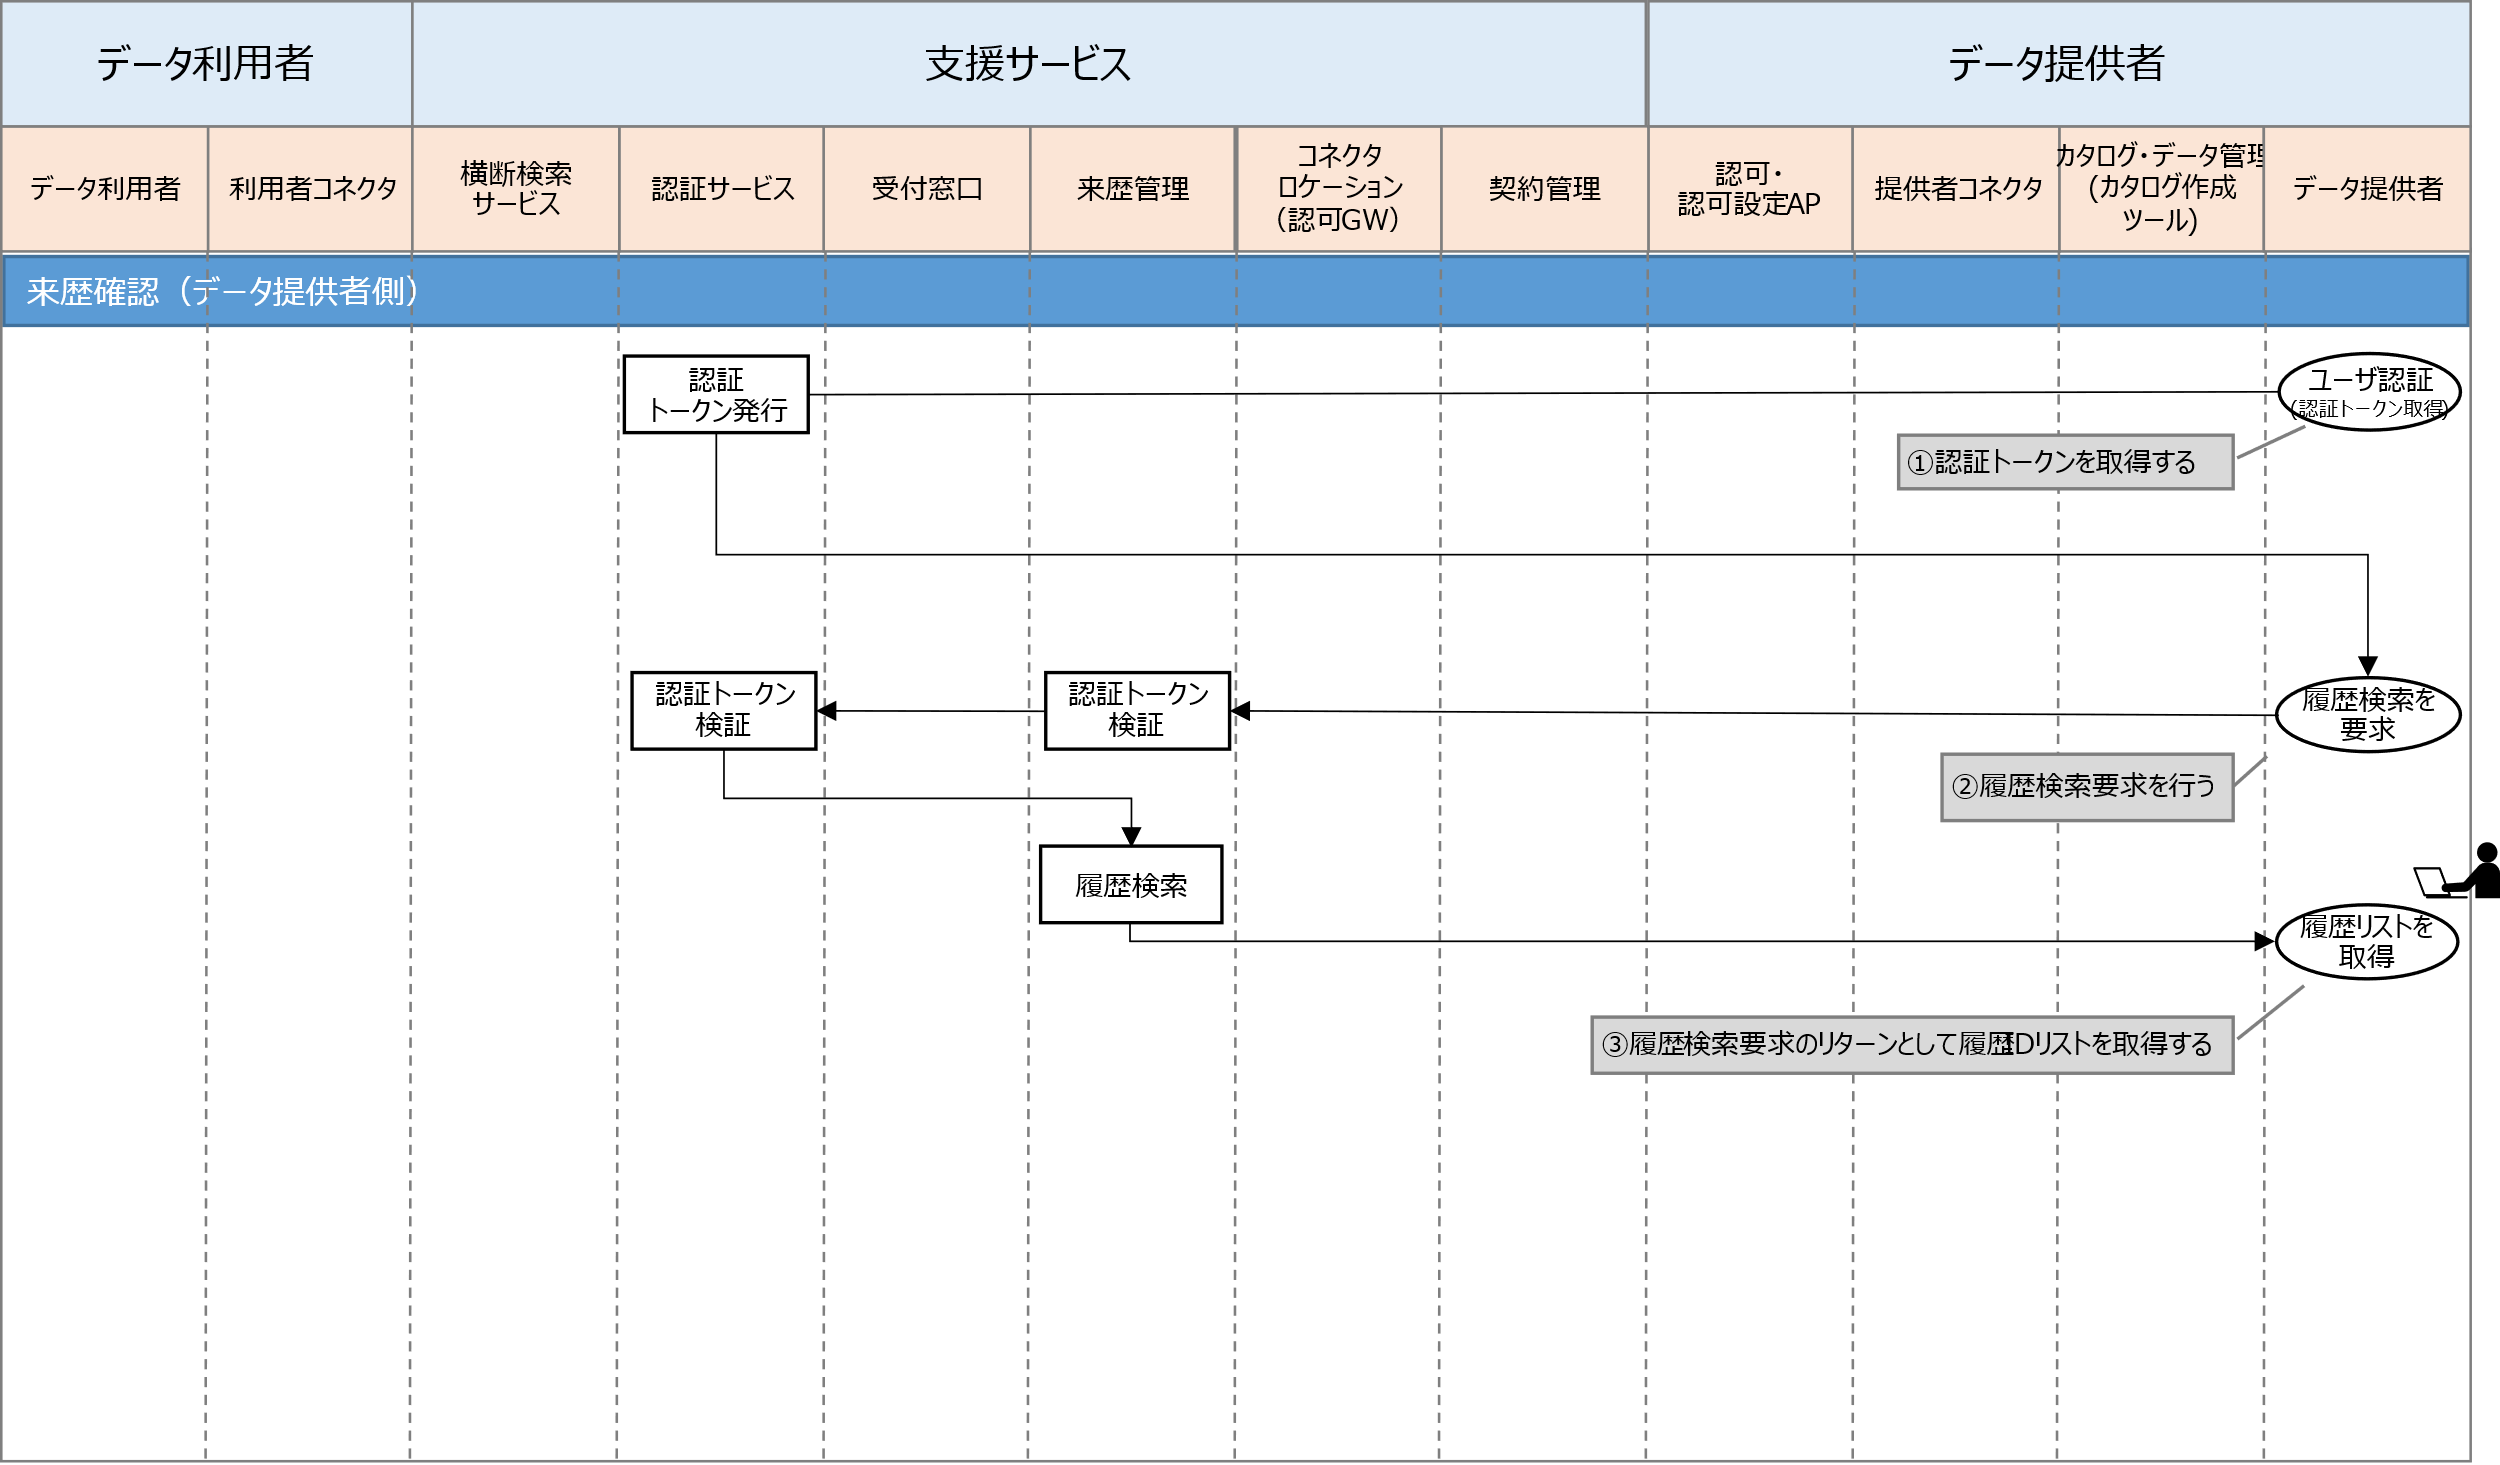 データ利用者
支援サービス
データ提供者
データ利用者
利用者コネクタ
横断検索
サービス
認証サービス
受付窓口
来歴管理
コネクタ
ロケーション
（認可GW）
契約管理
認可・
認可設定AP
提供者コネクタ
カタログ・データ管理
(カタログ作成
ツール)
データ提供者
来歴確認（データ提供者側）
認証
トークン発行
ユーザ認証
(認証トークン取得)
①認証トークンを取得する
認証トークン
検証
認証トークン
検証
履歴検索を
要求
②履歴検索要求を行う
履歴検索
履歴リストを
取得
③履歴検索要求のリターンとして履歴IDリストを取得する